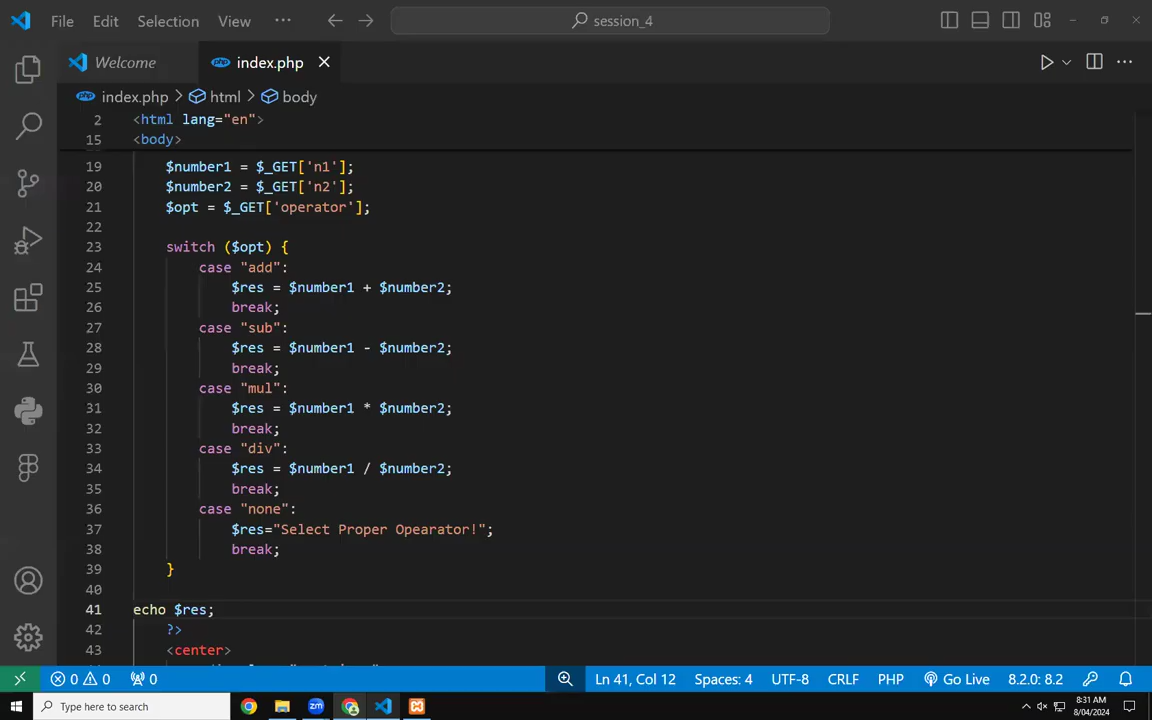 File Edit Selection View ··· session_4
Welcome index.php
index.php > html > body
2 <html lang="en">
15 <body>
19 $number1 = $_GET['n1'];
20 $number2 = $_GET['n2'];
21 $opt = $_GET['operator'];
22
23 switch ($opt) {
24 case "add":
25 $res = $number1 + $number2;
26 break;
27 case "sub":
28 $res = $number1 - $number2;
29 break;
30 case "mul":
31 $res = $number1 * $number2;
32 break;
33 case "div":
34 $res = $number1 / $number2;
35 break;
36 case "none":
37 $res="Select Proper Opearator!";
38 break;
39 }
40
41 echo $res;
42 ?>
43 <center>
0 0 0 Ln 41, Col 12 Spaces: 4 UTF-8 CRLF PHP Go Live 8.2.0: 8.2
Type here to search zm 8:31 AM
8/04/2024